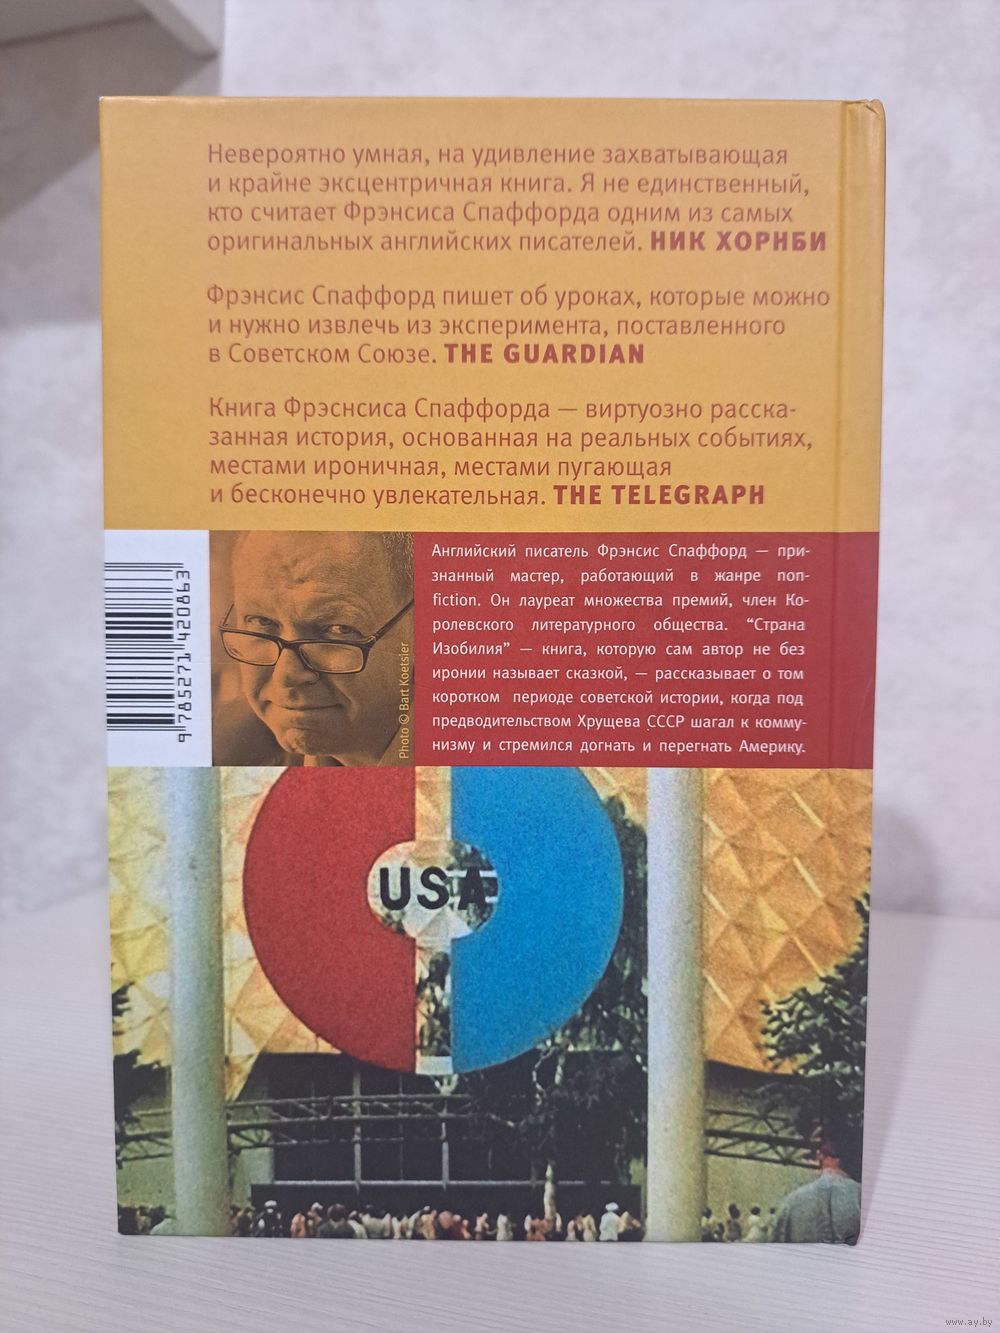 Невероятно умная, на удивление захватывающая
и крайне эксцентричная книга. Я не единственный,
кто считает Фрэнсиса Спаффорда одним из самых
оригинальных английских писателей. НИК ХОРНБИ
Фрэнсис Спаффорд пишет об уроках, которые можно
и нужно извлечь из эксперимента, поставленного
в Советском Союзе. THE GUARDIAN
Книга Фрэснсиса Спаффорда — виртуозно расска-
занная история, основанная на реальных событиях,
местами ироничная, местами пугающая
и бесконечно увлекательная. THE TELEGRAPH
9785271420863
Photo © Bart Koetsier
Английский писатель Фрэнсис Спаффорд — при-
знанный мастер, работающий в жанре non-
fiction. Он лауреат множества премий, член Ко-
ролевского литературного общества. “Страна
Изобилия” — книга, которую сам автор не без
иронии называет сказкой, — рассказывает о том
коротком периоде советской истории, когда под
предводительством Хрущева СССР шагал к комму-
низму и стремился догнать и перегнать Америку.
USA
www.ay.by